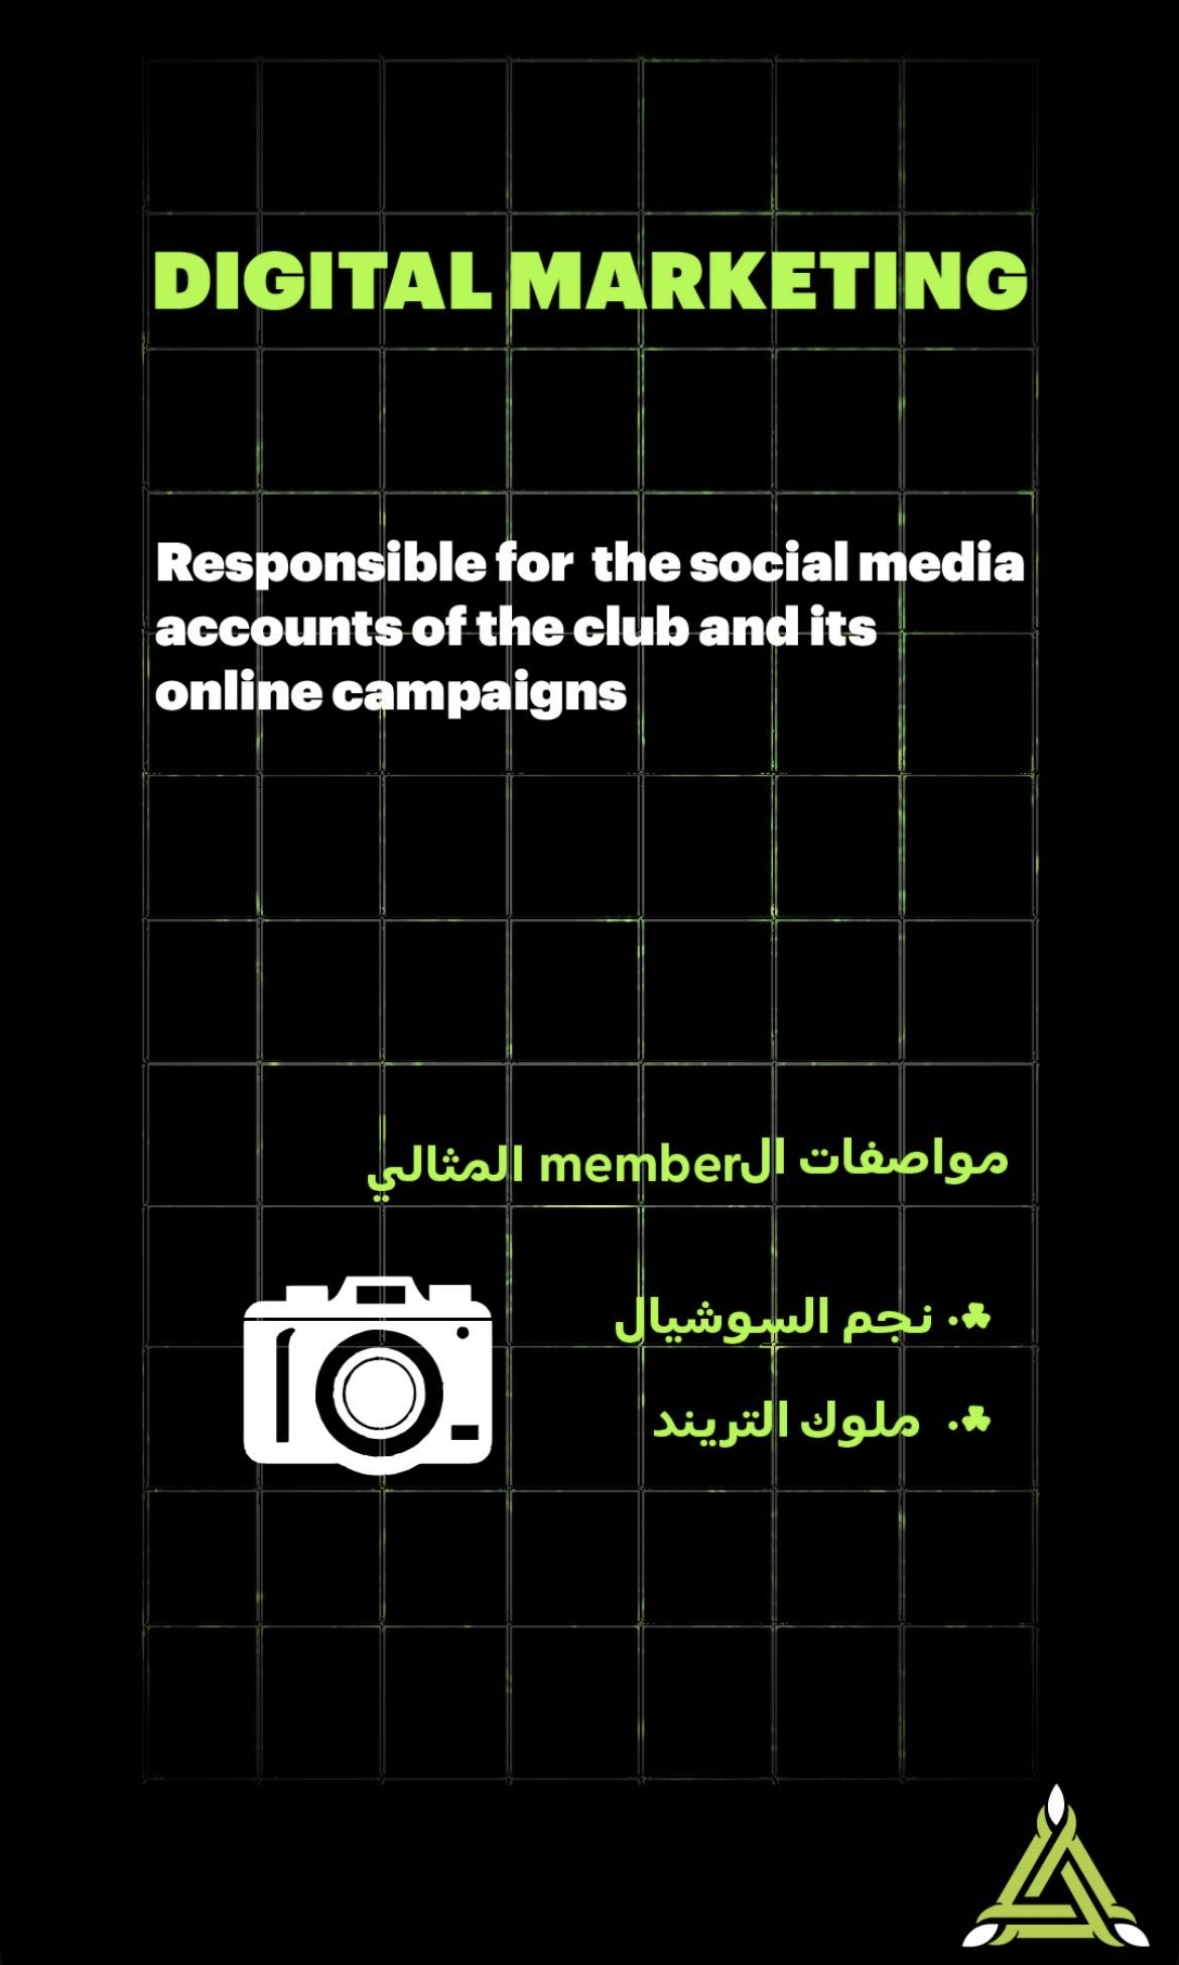 DIGITAL MARKETING
Responsible for the social media
accounts of the club and its
online campaigns
مواصفات الmember المثالي
نجم السوشيال
ملوك التريند